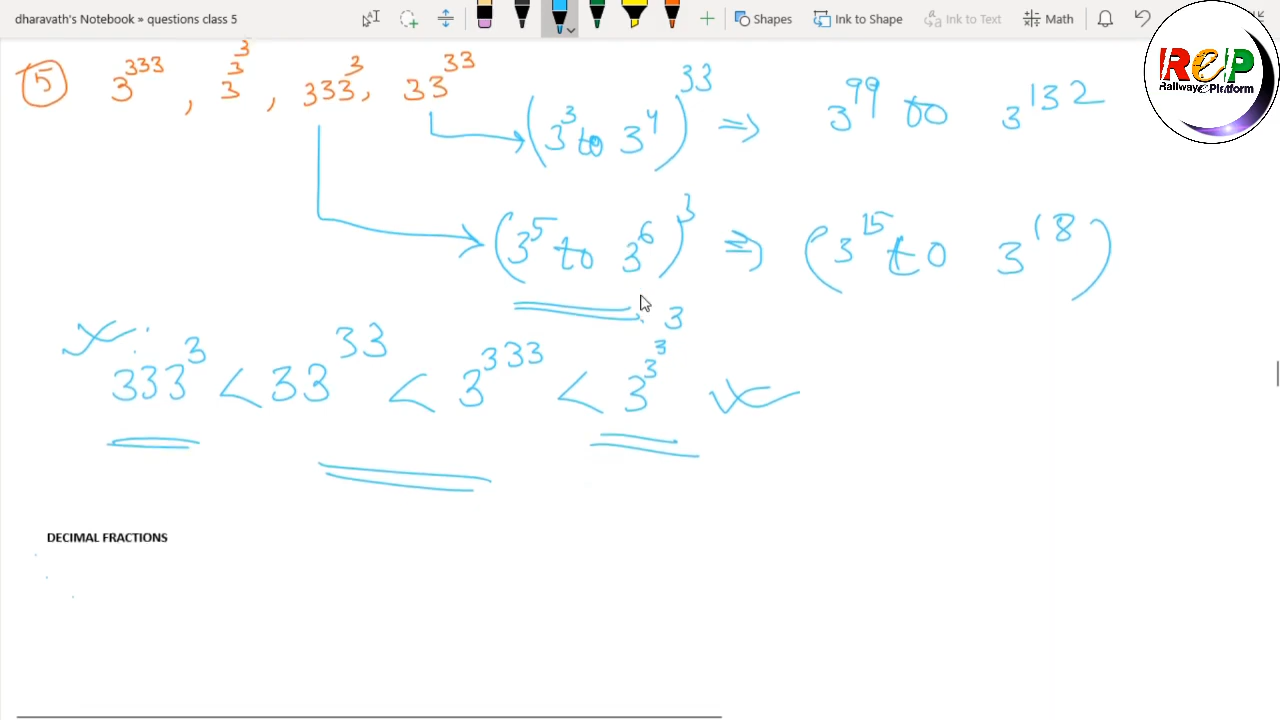 dharavath's Notebook » questions class 5
Shapes
Ink to Shape
Ink to Text
Math
REP
Railway Platform
5 3^333, 3^3^3^3, 333^3, 33^33
(3^3 to 3^4)^33 ⇒ 3^99 to 3^132
(3^5 to 3^6)^3 ⇒ (3^15 to 3^18)
333^3 < 33^33 < 3^333 < 3^3^3^3
DECIMAL FRACTIONS